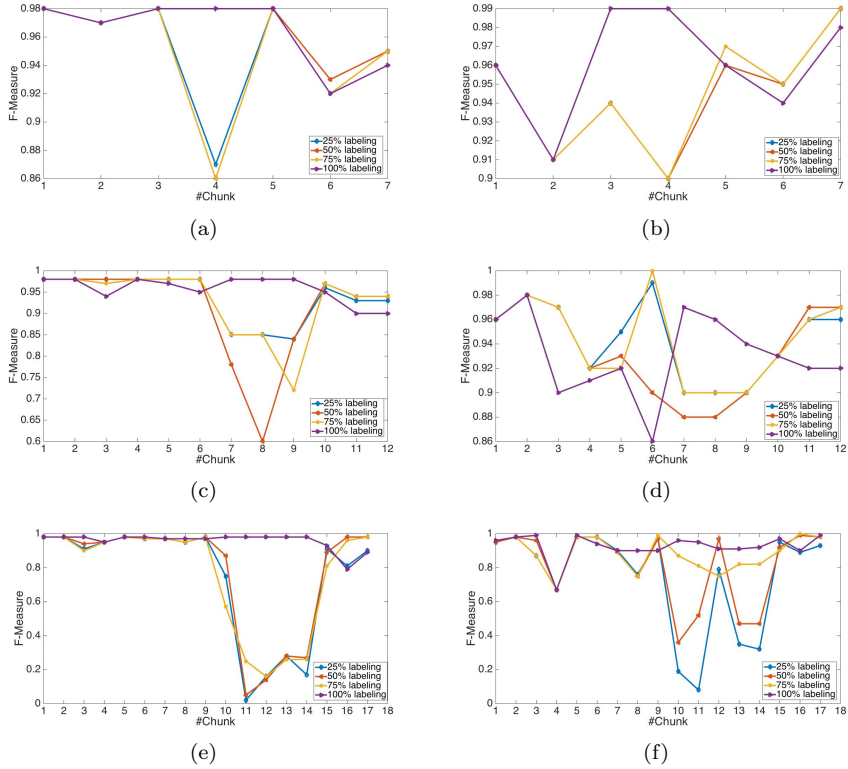 0.98
0.96
0.94
0.92
0.9
0.88
0.86
F-Measure
1 2 3 4 5 6 7
#Chunk
25% labeling
50% labeling
75% labeling
100% labeling
(a)
0.99
0.97
0.96
0.94
0.93
0.91
0.9
F-Measure
1 2 3 4 5 6 7
#Chunk
25% labeling
50% labeling
75% labeling
100% labeling
(b)
1
0.95
0.9
0.85
0.8
0.75
0.7
0.65
0.6
F-Measure
1 2 3 4 5 6 7 8 9 10 11 12
#Chunk
25% labeling
50% labeling
75% labeling
100% labeling
(c)
1
0.98
0.96
0.94
0.92
0.9
0.88
0.86
F-Measure
1 2 3 4 5 6 7 8 9 10 11 12
#Chunk
25% labeling
50% labeling
75% labeling
100% labeling
(d)
1
0.8
0.6
0.4
0.2
0
F-Measure
1 2 3 4 5 6 7 8 9 10 11 12 13 14 15 16 17 18
#Chunk
25% labeling
50% labeling
75% labeling
100% labeling
(e)
1
0.8
0.6
0.4
0.2
0
F-Measure
1 2 3 4 5 6 7 8 9 10 11 12 13 14 15 16 17 18
#Chunk
25% labeling
50% labeling
75% labeling
100% labeling
(f)